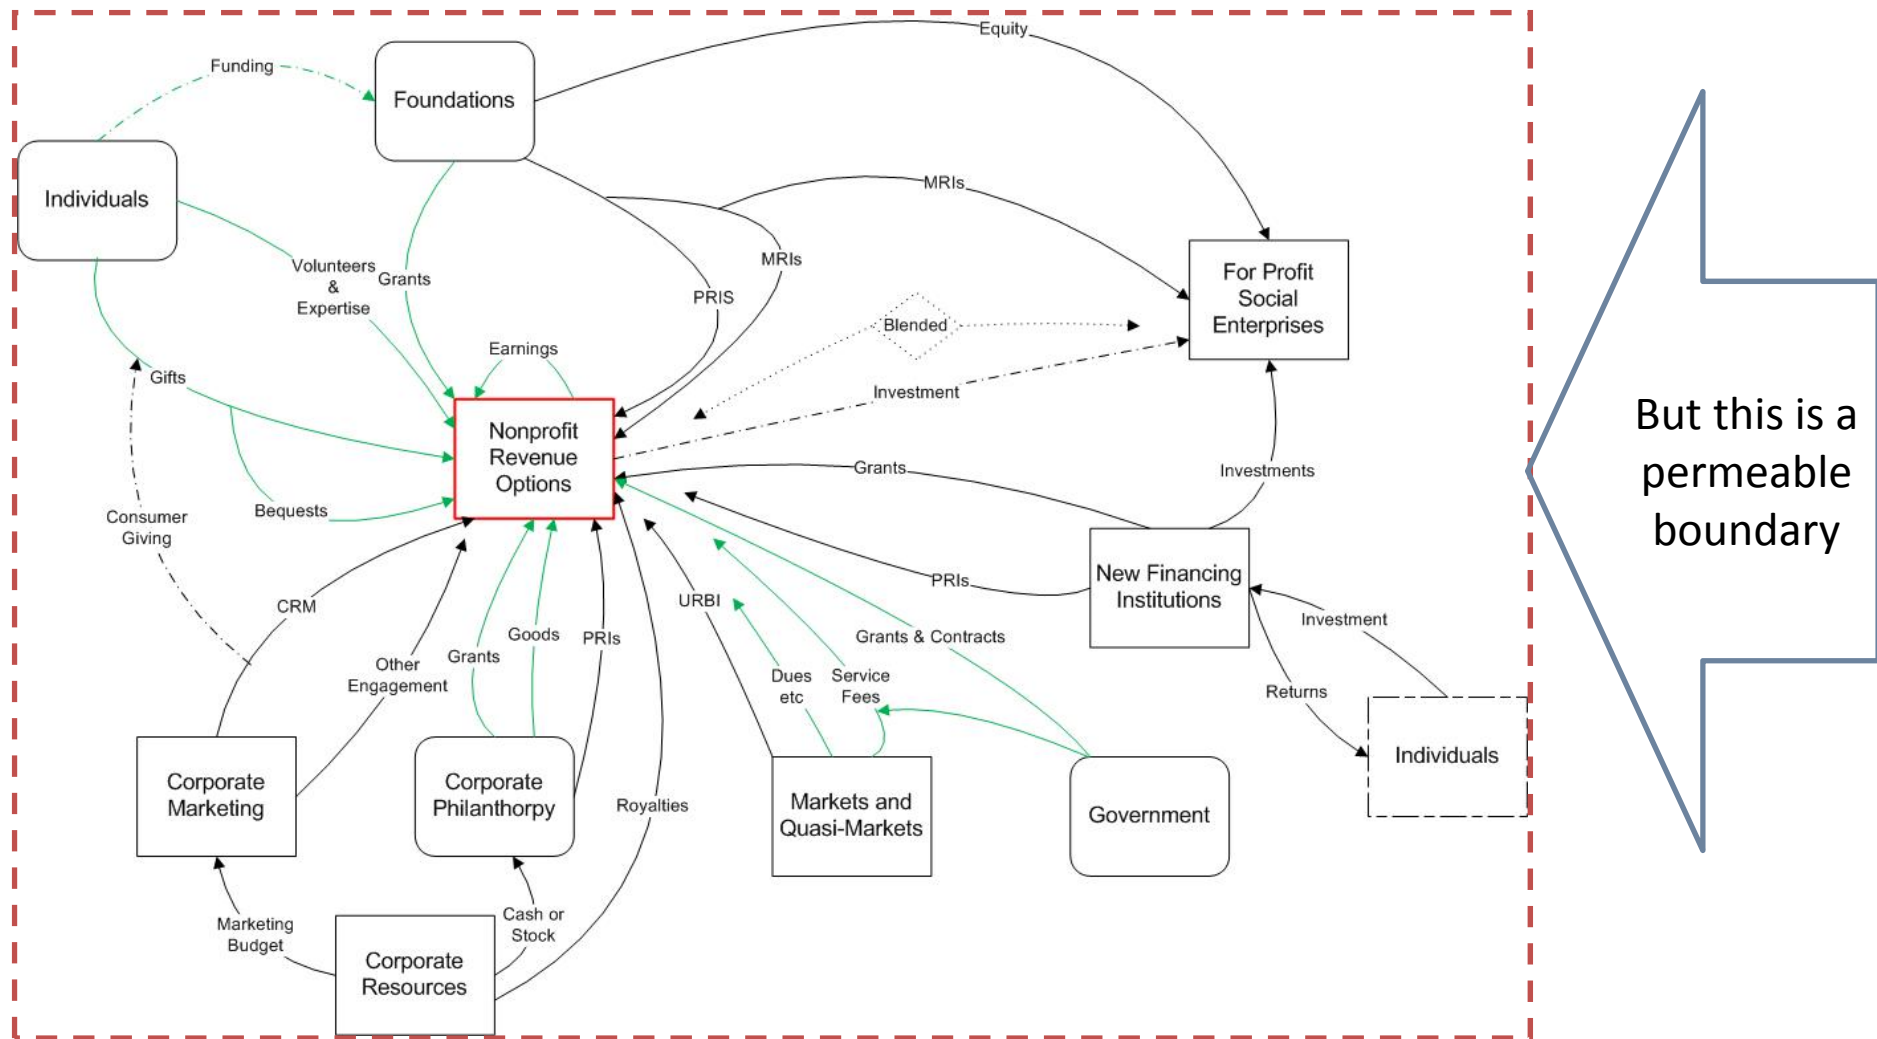 Equity
Funding
Foundations
Individuals
MRIs
Volunteers
&
Expertise
Grants
MRIs
PRIS
For Profit
Social
Enterprises
Blended
Earnings
Gifts
Investment
Nonprofit
Revenue
Options
Grants
Investments
Bequests
Consumer
Giving
New Financing
Institutions
PRIs
CRM
URBI
Goods
PRIs
Grants & Contracts
Investment
Grants
Other
Engagement
Dues
etc
Service
Fees
Returns
Individuals
Corporate
Marketing
Corporate
Philanthorpy
Royalties
Markets and
Quasi-Markets
Government
Marketing
Budget
Cash or
Stock
Corporate
Resources
But this is a
permeable
boundary